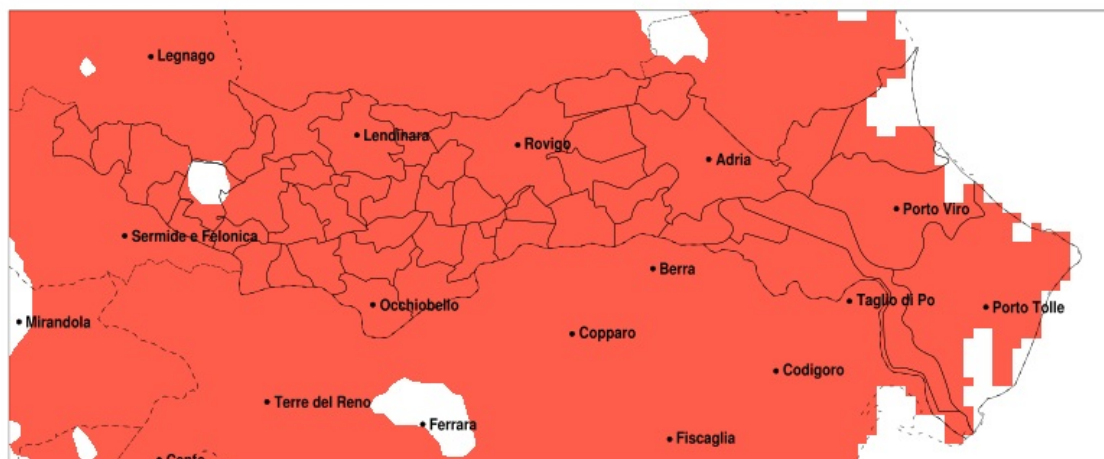 Legnago
Lendinara
Rovigo
Adria
Porto Viro
Sermide e Felonica
Berra
Taglio di Po
Occhiobello
Porto Tolle
Mirandola
Copparo
Codigoro
Terre del Reno
Ferrara
Fiscaglia